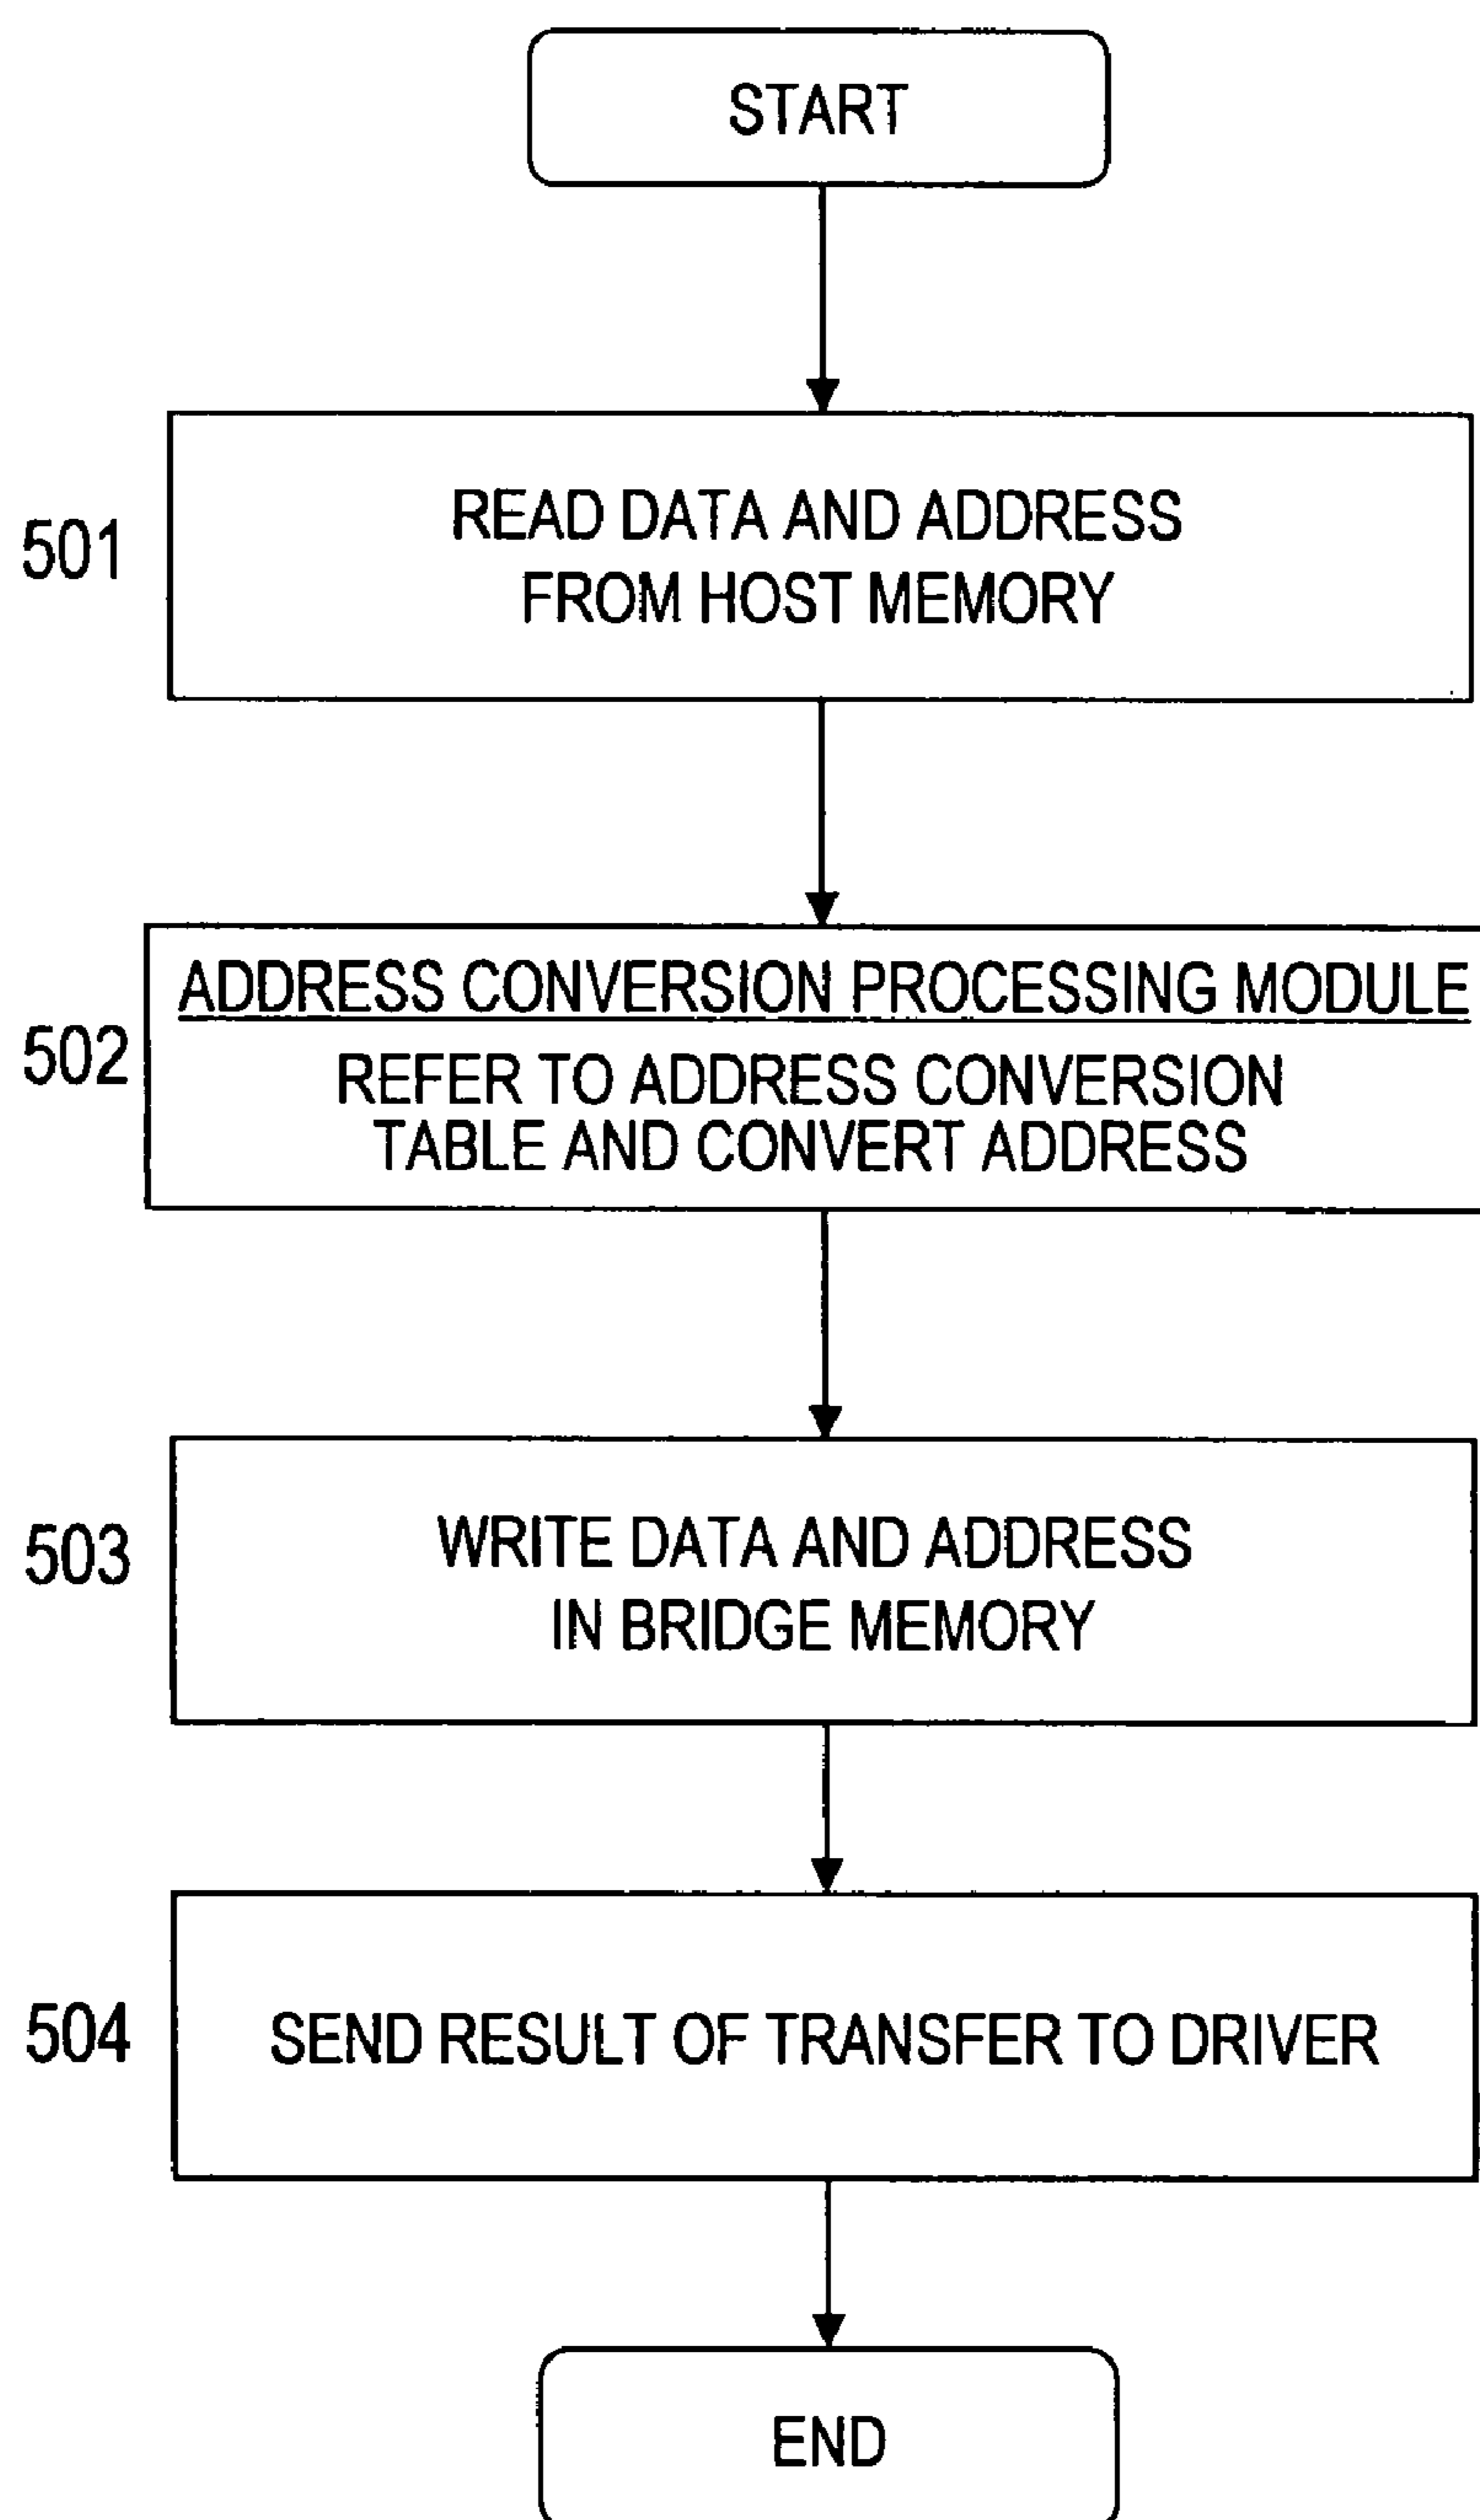 START
501
READ DATA AND ADDRESS
FROM HOST MEMORY
502
ADDRESS CONVERSION PROCESSING MODULE
REFER TO ADDRESS CONVERSION
TABLE AND CONVERT ADDRESS
503
WRITE DATA AND ADDRESS
IN BRIDGE MEMORY
504
SEND RESULT OF TRANSFER TO DRIVER
END